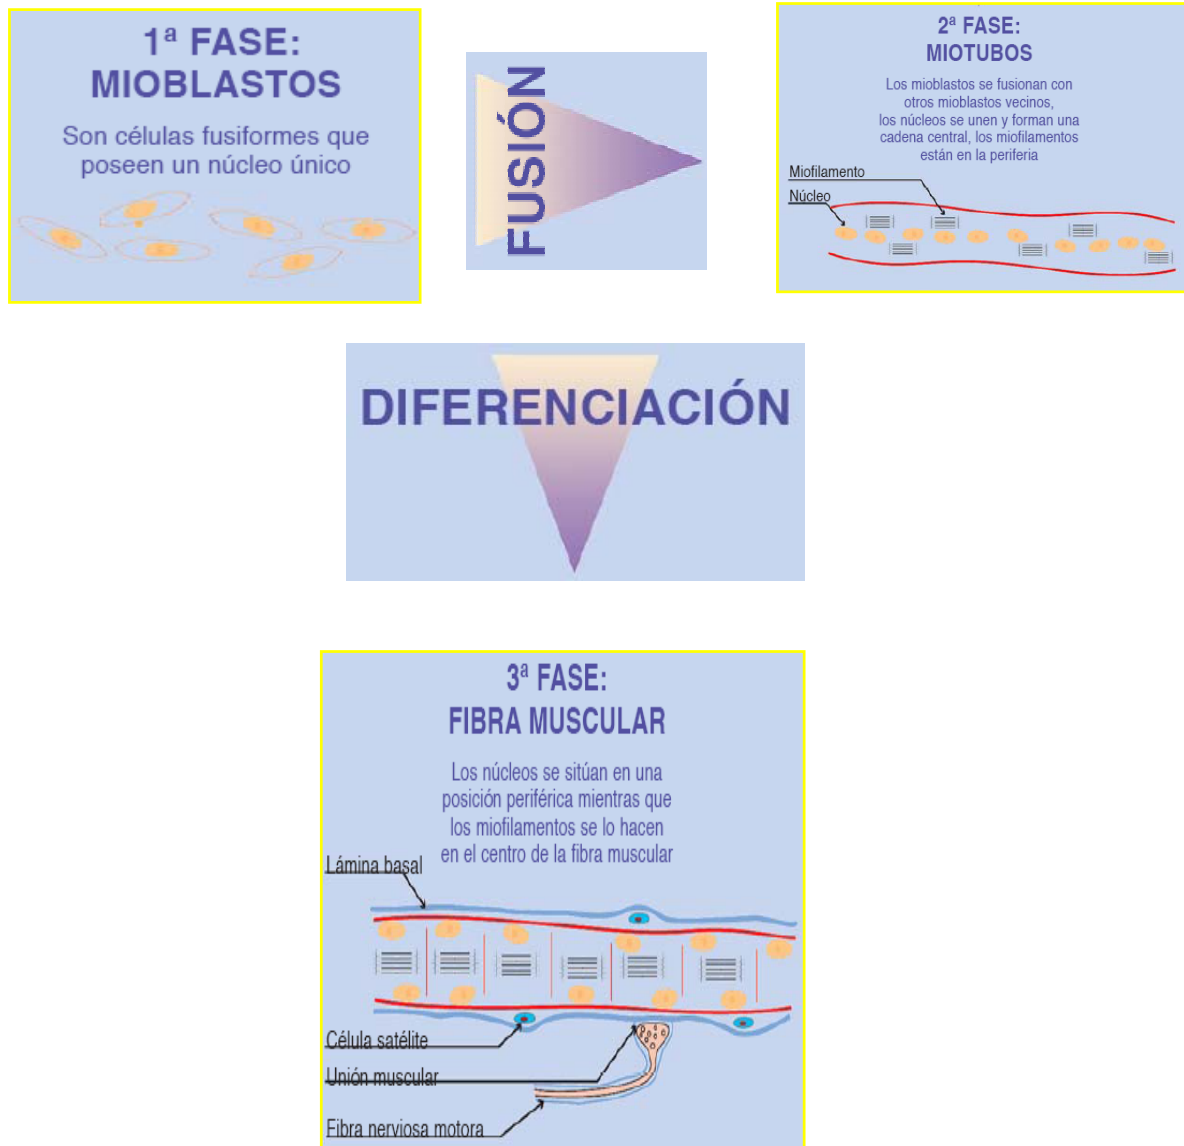 1ª FASE:
MIOBLASTOS
Son células fusiformes que
poseen un núcleo único
FUSIÓN
2ª FASE:
MIOTUBOS
Los mioblastos se fusionan con
otros mioblastos vecinos,
los núcleos se unen y forman una
cadena central, los miofilamentos
están en la periferia
Miofilamento
Núcleo
DIFERENCIACIÓN
3ª FASE:
FIBRA MUSCULAR
Los núcleos se sitúan en una
posición periférica mientras que
los miofilamentos se lo hacen
en el centro de la fibra muscular
Lámina basal
Célula satélite
Unión muscular
Fibra nerviosa motora